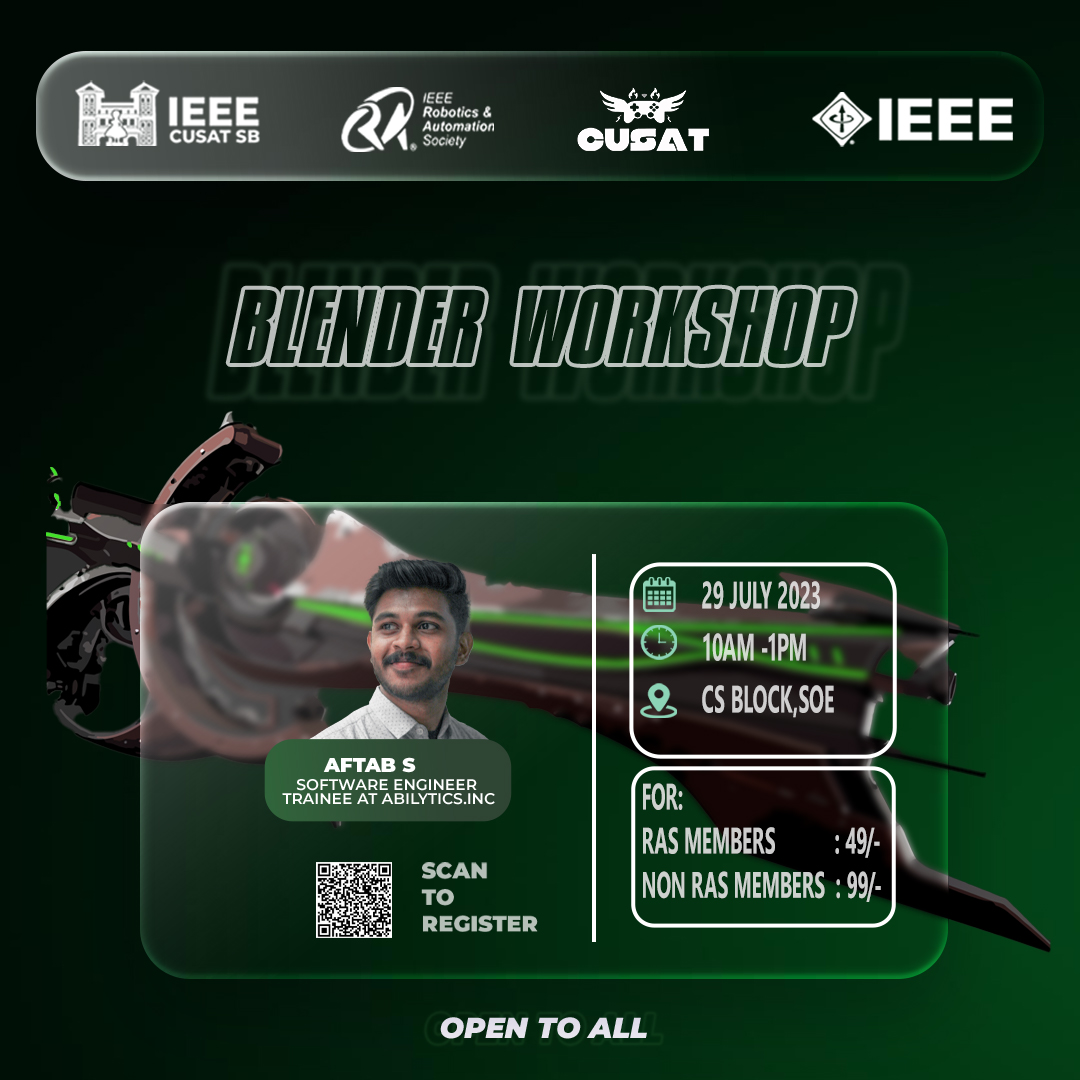 IEEE
CUSAT SB
RA
IEEE
Robotics &
Automation
Society
®
CUSAT
IEEE
®
BLENDER WORKSHOP
29 JULY 2023
10AM -1PM
CS BLOCK,SOE
AFTAB S
SOFTWARE ENGINEER
TRAINEE AT ABILYTICS.INC
FOR:
RAS MEMBERS : 49/-
NON RAS MEMBERS : 99/-
SCAN
TO
REGISTER
OPEN TO ALL